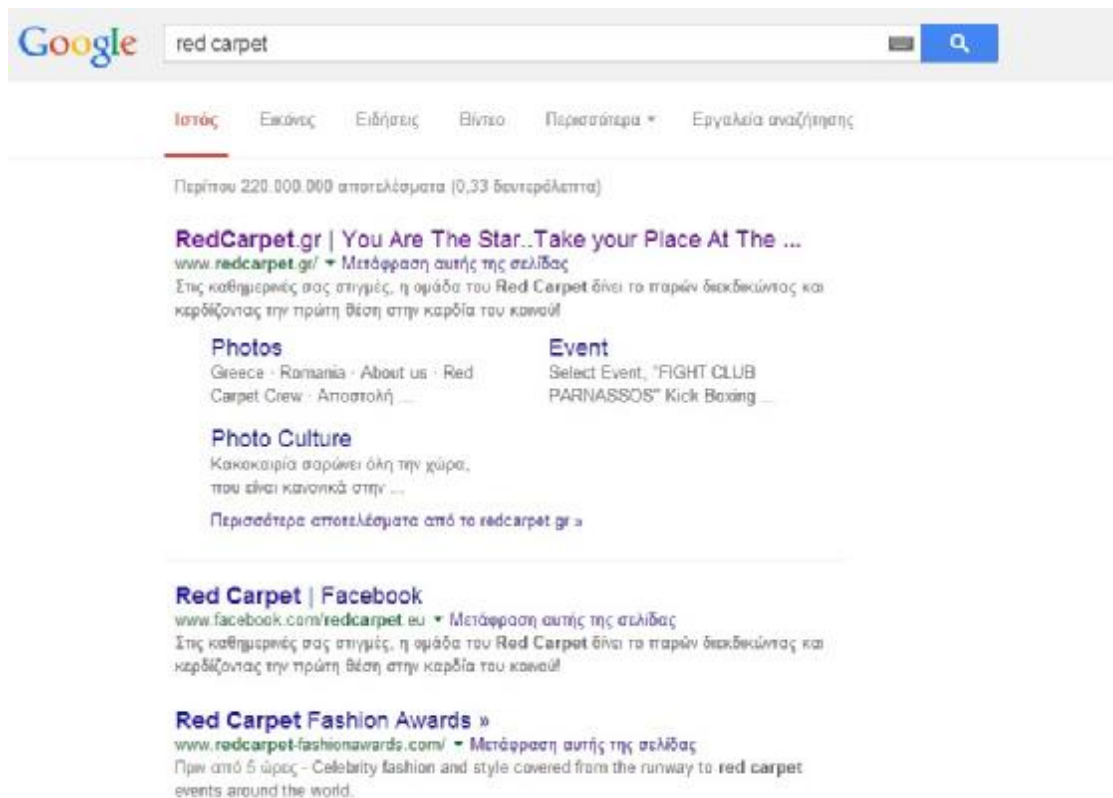 Google
red carpet
Ιστός Εικόνες Ειδήσεις Βίντεο Περισσότερα Εργαλεία αναζήτησης
Περίπου 220.000.000 αποτελέσματα (0,33 δευτερόλεπτα)
RedCarpet.gr | You Are The Star..Take your Place At The ...
www.redcarpet.gr/ Μετάφραση αυτής της σελίδας
Στις καθημερινές σας στιγμές, η ομάδα του Red Carpet δίνει το παρών διεκδικώντας και
κερδίζοντας την πρώτη θέση στην καρδία του κοινού!
Photos
Greece · Romania · About us · Red
Carpet Crew · Αποστολή ...
Event
Select Event, "FIGHT CLUB
PARNASSOS" Kick Boxing ...
Photo Culture
Κακοκαιρία σαρώνει όλη την χώρα,
που είναι κανονικά στην ...
Περισσότερα αποτελέσματα από το redcarpet.gr »
Red Carpet | Facebook
www.facebook.com/redcarpet.eu Μετάφραση αυτής της σελίδας
Στις καθημερινές σας στιγμές, η ομάδα του Red Carpet δίνει το παρών διεκδικώντας και
κερδίζοντας την πρώτη θέση στην καρδία του κοινού!
Red Carpet Fashion Awards »
www.redcarpet-fashionawards.com/ Μετάφραση αυτής της σελίδας
Πριν από 5 ώρες - Celebrity fashion and style covered from the runway to red carpet
events around the world.